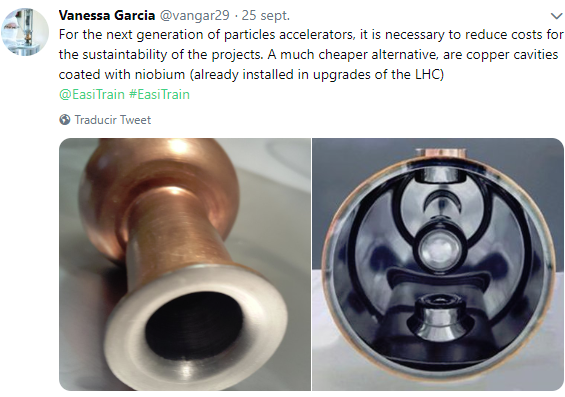 Vanessa Garcia @vangar29 · 25 sept.
For the next generation of particles accelerators, it is necessary to reduce costs for
the sustaintability of the projects. A much cheaper alternative, are copper cavities
coated with niobium (already installed in upgrades of the LHC)
@EasiTrain #EasiTrain
Traducir Tweet